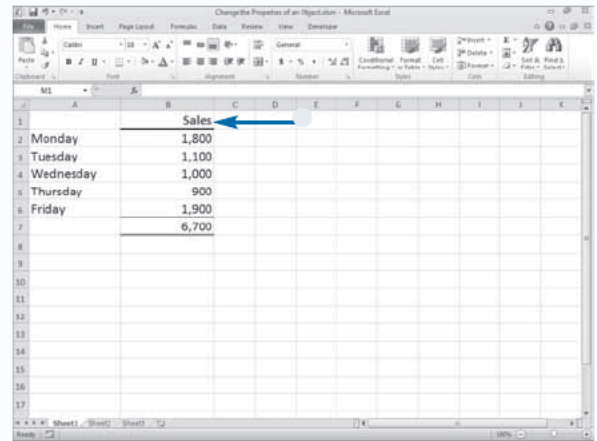 Change the Properties of an Object.xlsm - Microsoft Excel
File Home Insert Page Layout Formulas Data Review View Developer
Calibri 18 General Conditional Format Cell Insert
Paste Formatting as Table Styles Delete Sort & Find &
Format Filter Select
Clipboard Font Alignment Number Styles Cells Editing
M1 fx
A B C D E F G H I J K
1 Sales
2 Monday 1,800
3 Tuesday 1,100
4 Wednesday 1,000
5 Thursday 900
6 Friday 1,900
7 6,700
8
9
10
11
12
13
14
15
16
17
Sheet1 Sheet2 Sheet3
Ready 100%